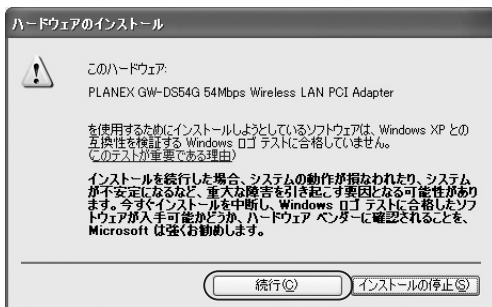 ハードウェアのインストール
このハードウェア:
PLANEX GW-DS54G 54Mbps Wireless LAN PCI Adapter
を使用するためにインストールしようとしているソフトウェアは、Windows XP との
互換性を検証する Windows ロゴ テストに合格していません。
(このテストが重要である理由)
インストールを続行した場合、システムの動作が損なわれたり、システム
が不安定になるなど、重大な障害を引き起こす要因となる可能性があり
ます。今すぐインストールを中断し、Windows ロゴ テストに合格したソフ
トウェアが入手可能かどうか、ハードウェア ベンダーに確認されることを、
Microsoft は強くお勧めします。
続行(C)
インストールの停止(S)